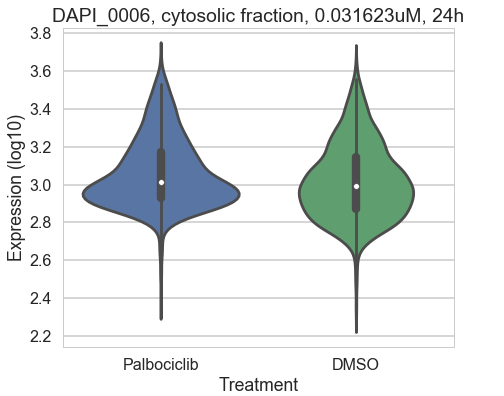 DAPI_0006, cytosolic fraction, 0.031623uM, 24h
3.8
3.6
3.4
3.2
3.0
2.8
2.6
2.4
2.2
Expression (log10)
Palbociclib DMSO
Treatment